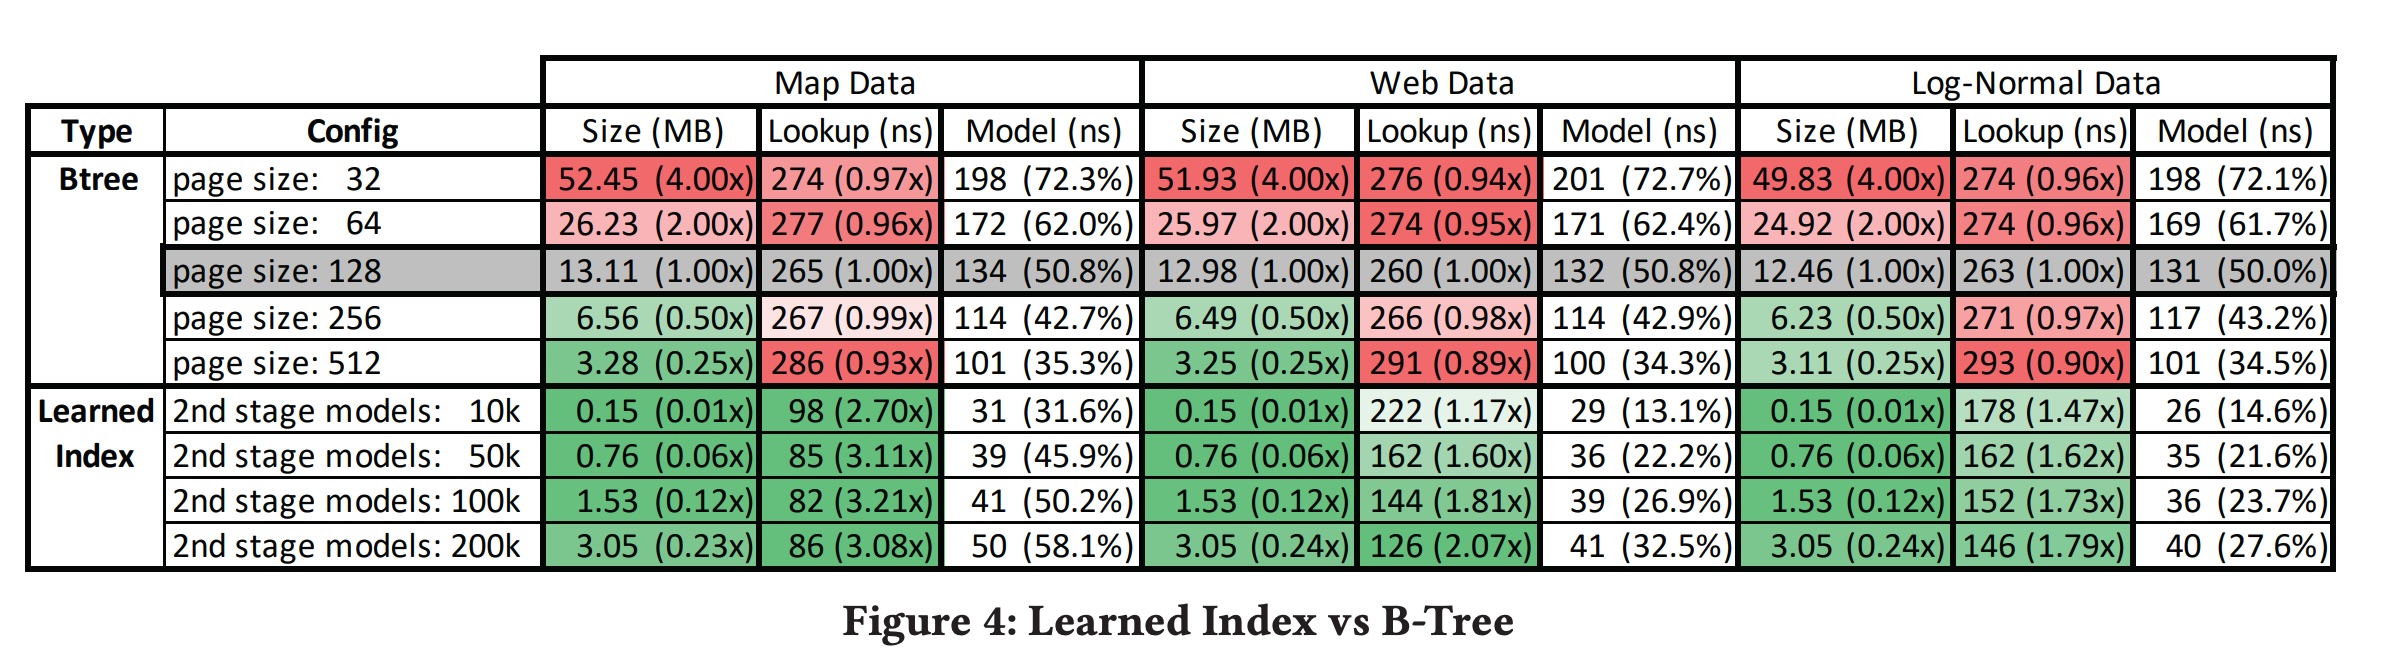 Map Data Web Data Log-Normal Data
Type Config Size (MB) Lookup (ns) Model (ns) Size (MB) Lookup (ns) Model (ns) Size (MB) Lookup (ns) Model (ns)
Btree page size: 32 52.45 (4.00x) 274 (0.97x) 198 (72.3%) 51.93 (4.00x) 276 (0.94x) 201 (72.7%) 49.83 (4.00x) 274 (0.96x) 198 (72.1%)
page size: 64 26.23 (2.00x) 277 (0.96x) 172 (62.0%) 25.97 (2.00x) 274 (0.95x) 171 (62.4%) 24.92 (2.00x) 274 (0.96x) 169 (61.7%)
page size: 128 13.11 (1.00x) 265 (1.00x) 134 (50.8%) 12.98 (1.00x) 260 (1.00x) 132 (50.8%) 12.46 (1.00x) 263 (1.00x) 131 (50.0%)
page size: 256 6.56 (0.50x) 267 (0.99x) 114 (42.7%) 6.49 (0.50x) 266 (0.98x) 114 (42.9%) 6.23 (0.50x) 271 (0.97x) 117 (43.2%)
page size: 512 3.28 (0.25x) 286 (0.93x) 101 (35.3%) 3.25 (0.25x) 291 (0.89x) 100 (34.3%) 3.11 (0.25x) 293 (0.90x) 101 (34.5%)
Learned 2nd stage models: 10k 0.15 (0.01x) 98 (2.70x) 31 (31.6%) 0.15 (0.01x) 222 (1.17x) 29 (13.1%) 0.15 (0.01x) 178 (1.47x) 26 (14.6%)
Index 2nd stage models: 50k 0.76 (0.06x) 85 (3.11x) 39 (45.9%) 0.76 (0.06x) 162 (1.60x) 36 (22.2%) 0.76 (0.06x) 162 (1.62x) 35 (21.6%)
2nd stage models: 100k 1.53 (0.12x) 82 (3.21x) 41 (50.2%) 1.53 (0.12x) 144 (1.81x) 39 (26.9%) 1.53 (0.12x) 152 (1.73x) 36 (23.7%)
2nd stage models: 200k 3.05 (0.23x) 86 (3.08x) 50 (58.1%) 3.05 (0.24x) 126 (2.07x) 41 (32.5%) 3.05 (0.24x) 146 (1.79x) 40 (27.6%)
Figure 4: Learned Index vs B-Tree